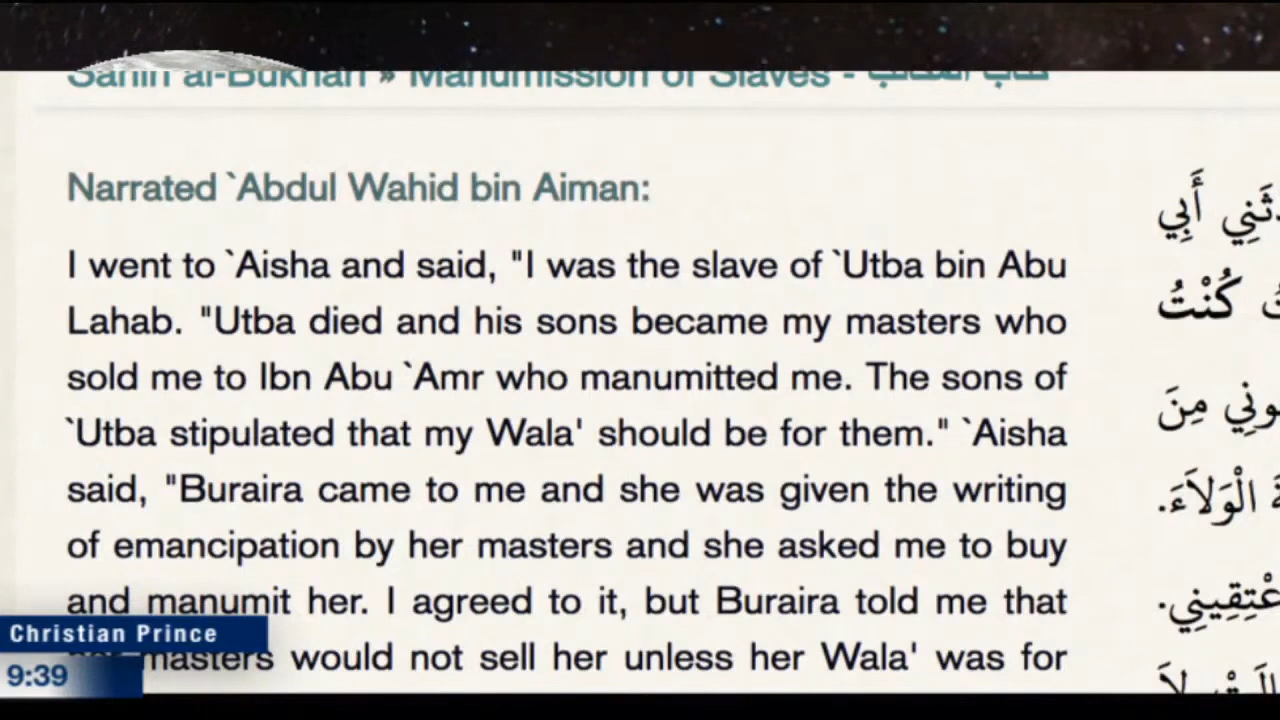 Sahih al-Bukhari » Manumission of Slaves - كتاب المكاتب
Narrated `Abdul Wahid bin Aiman:
I went to `Aisha and said, "I was the slave of `Utba bin Abu
Lahab. "Utba died and his sons became my masters who
sold me to Ibn Abu `Amr who manumitted me. The sons of
`Utba stipulated that my Wala' should be for them." `Aisha
said, "Buraira came to me and she was given the writing
of emancipation by her masters and she asked me to buy
and manumit her. I agreed to it, but Buraira told me that
her masters would not sell her unless her Wala' was for
أَبِي
كُنْتُ
مِنَ
الْوَلاَءَ.
Christian Prince
9:39